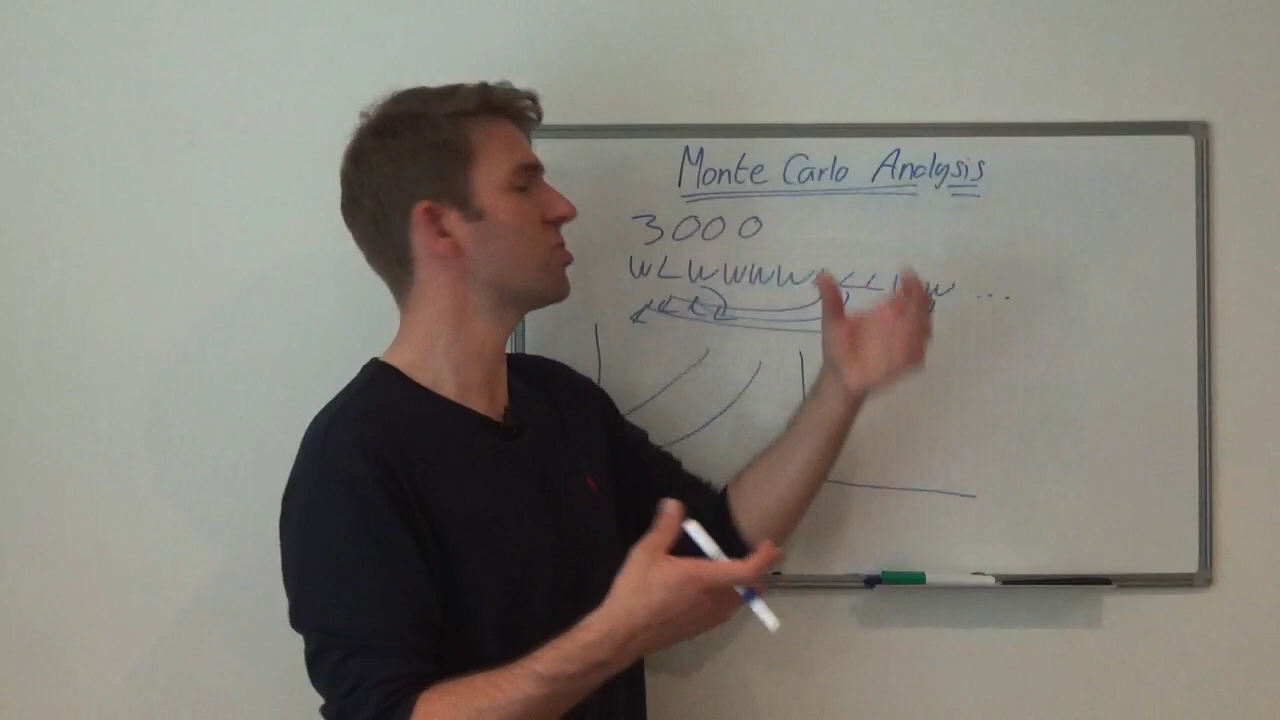 Monte Carlo Analysis
3000
W L W W W W L L L W W ...
L L L L